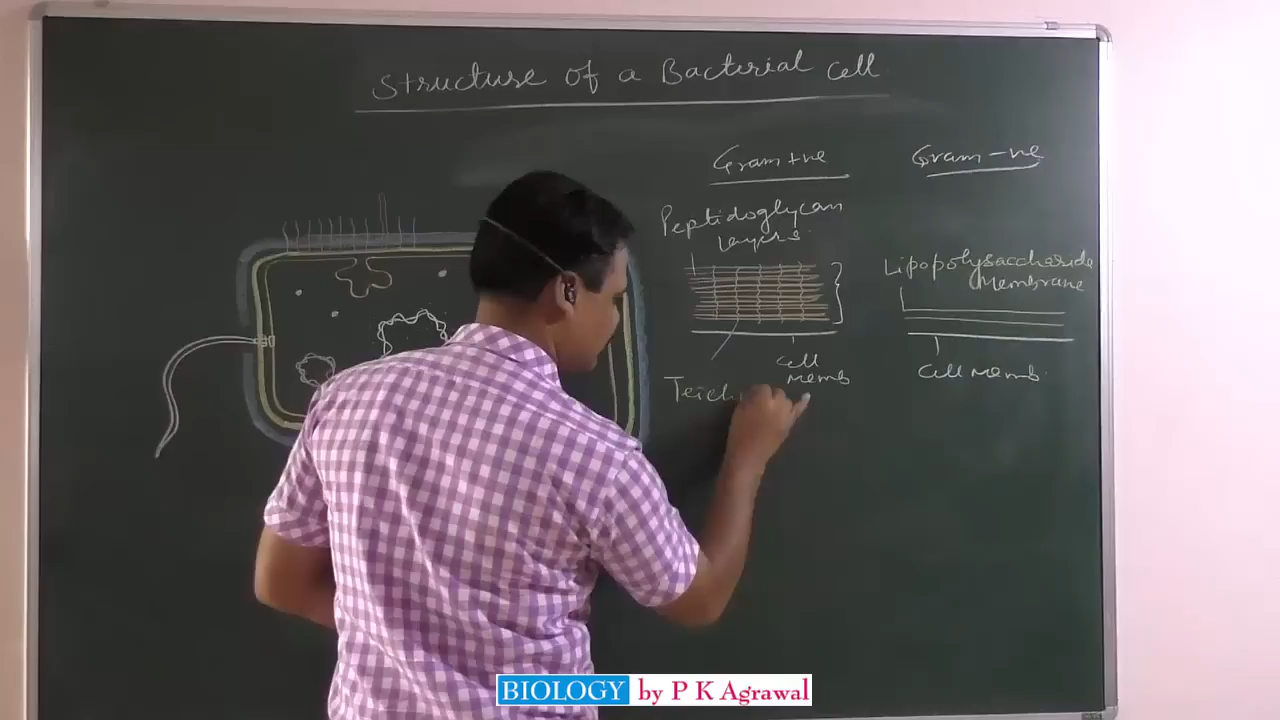 Structure of a Bacterial Cell
Gram +ve
Gram -ve
Peptidoglycan
layers
Lipopolysaccharide
Membrane
Cell
Memb
Cell Memb.
Teich
BIOLOGY by P K Agrawal